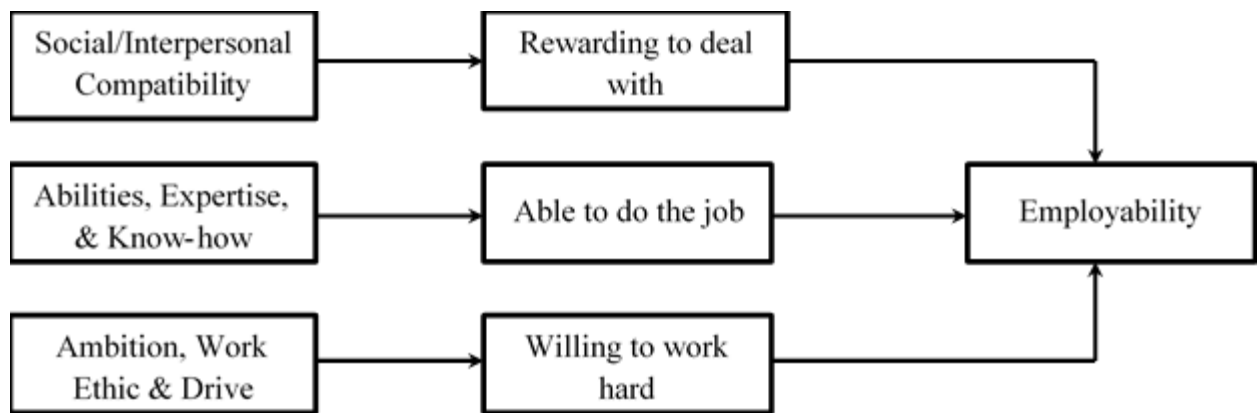 Social/Interpersonal
Compatibility
Rewarding to deal
with
Abilities, Expertise,
& Know-how
Able to do the job
Employability
Ambition, Work
Ethic & Drive
Willing to work
hard